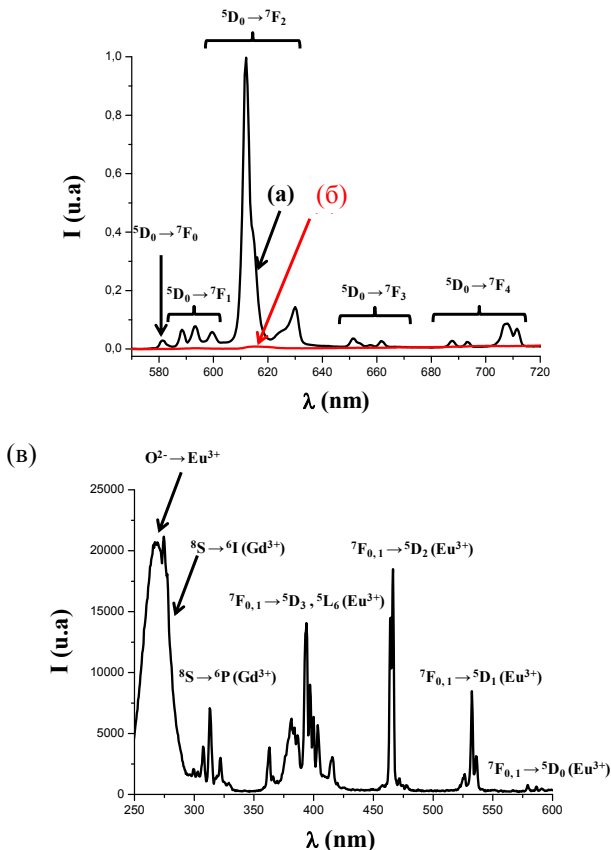 ⁵D₀→⁷F₂
1,0
0,8
0,6
0,4
0,2
0,0
I (u.a)
(а)
(б)
⁵D₀→⁷F₀
⁵D₀→⁷F₁
⁵D₀→⁷F₃
⁵D₀→⁷F₄
580 600 620 640 660 680 700 720
λ (nm)
(в)
O²⁻→Eu³⁺
25000
20000
15000
10000
5000
0
I (u.a)
⁸S→⁶I (Gd³⁺)
⁷F₀,₁→⁵D₂ (Eu³⁺)
⁷F₀,₁→⁵D₃ , ⁵L₆ (Eu³⁺)
⁸S→⁶P (Gd³⁺)
⁷F₀,₁→⁵D₁ (Eu³⁺)
⁷F₀,₁→⁵D₀ (Eu³⁺)
250 300 350 400 450 500 550 600
λ (nm)